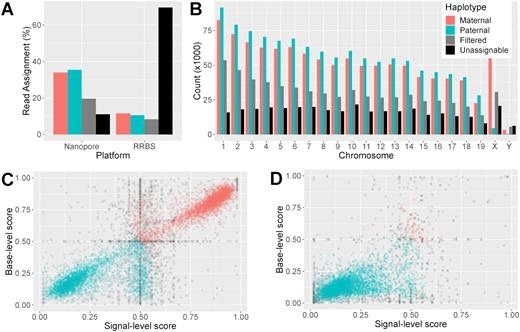 A
Read Assignment (%)
60
40
20
0
Nanopore RRBS
Platform
B
Count (x1000)
75
50
25
0
1 2 3 4 5 6 7 8 9 10 11 12 13 14 15 16 17 18 19 X Y
Chromosome
Haplotype
Maternal
Paternal
Filtered
Unassignable
C
Base-level score
1.00
0.75
0.50
0.25
0.00
0.00 0.25 0.50 0.75 1.00
Signal-level score
D
Base-level score
1.00
0.75
0.50
0.25
0.00
0.00 0.25 0.50 0.75 1.00
Signal-level score